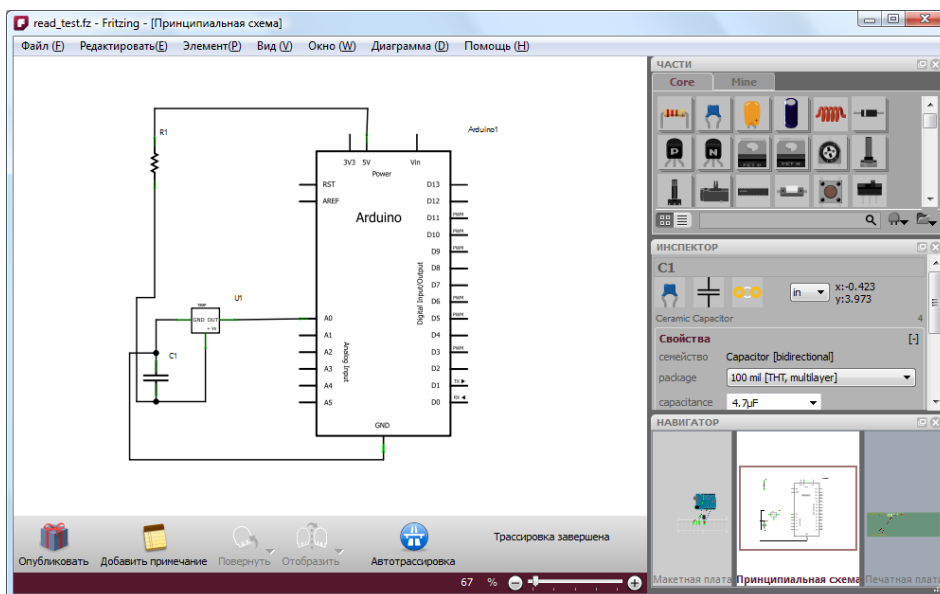 read_test.fz - Fritzing - [Принципиальная схема]
Файл (F) Редактировать(E) Элемент(P) Вид (V) Окно (W) Диаграмма (D) Помощь (H)
R1
Arduino1
3V3 5V Vin
Power
RST
AREF
Arduino
D13
D12
D11 PWM
D10 PWM
D9 PWM
D8
D7
D6 PWM
D5 PWM
D4
D3 PWM
D2
D1 TX
D0 RX
Digital Input/Output
U1
TMP
GND OUT
+ Vs
A0
A1
A2
A3
A4
A5
Analog Input
C1
GND
ЧАСТИ
Core Mine
P N
ИНСПЕКТОР
C1
in
x:-0.423
y:3.973
Ceramic Capacitor 4
Свойства [-]
семейство Capacitor [bidirectional]
package 100 mil [THT, multilayer]
capacitance 4.7µF
НАВИГАТОР
Макетная плата Принципиальная схема Печатная плат
Опубликовать Добавить примечание Повернуть Отобразить Автотрассировка
Трассировка завершена
67 %